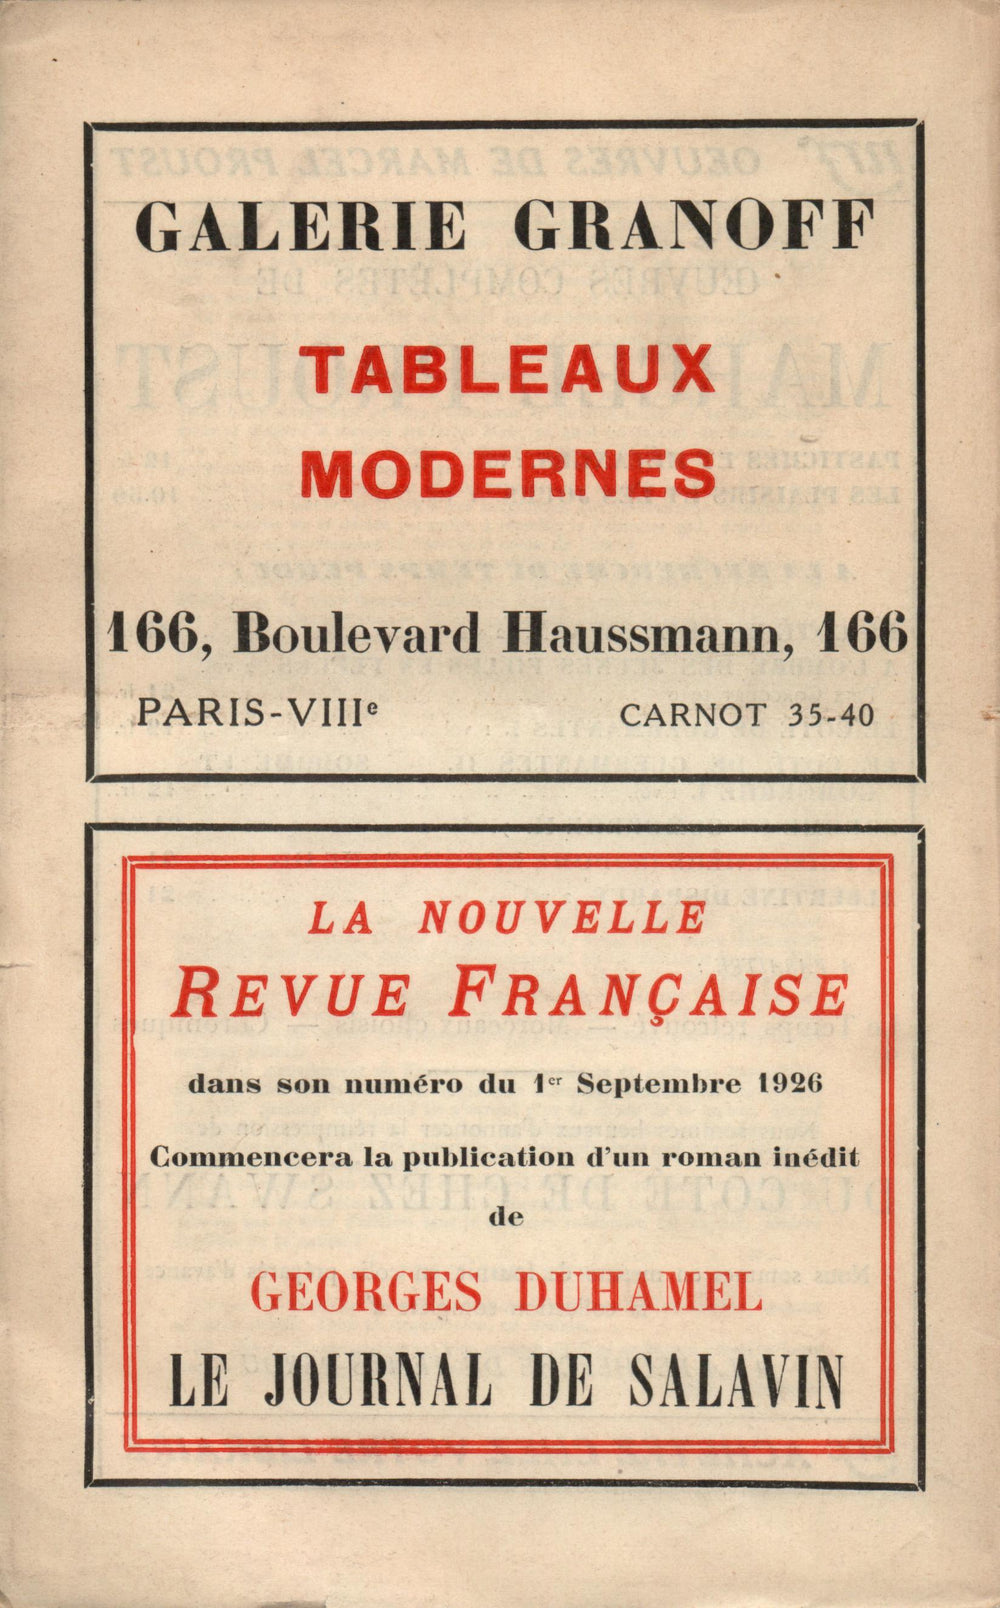 GALERIE GRANOFF
TABLEAUX
MODERNES
166, Boulevard Haussmann, 166
PARIS-VIIIe CARNOT 35-40
LA NOUVELLE
REVUE FRANÇAISE
dans son numéro du 1er Septembre 1926
Commencera la publication d'un roman inédit
de
GEORGES DUHAMEL
LE JOURNAL DE SALAVIN